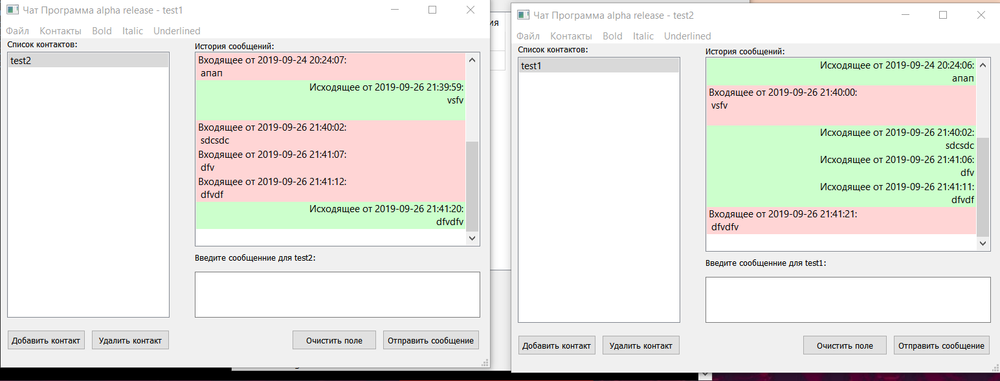 Чат Программа alpha release - test1
Файл Контакты Bold Italic Underlined
Список контактов:
test2
История сообщений:
Входящее от 2019-09-24 20:24:07:
апап
Исходящее от 2019-09-26 21:39:59:
vsfv
Входящее от 2019-09-26 21:40:02:
sdcsdc
Входящее от 2019-09-26 21:41:07:
dfv
Входящее от 2019-09-26 21:41:12:
dfvdf
Исходящее от 2019-09-26 21:41:20:
dfvdfv
Введите сообщенние для test2:
Добавить контакт Удалить контакт Очистить поле Отправить сообщение
ия
Чат Программа alpha release - test2
Файл Контакты Bold Italic Underlined
Список контактов:
test1
История сообщений:
Исходящее от 2019-09-24 20:24:06:
апап
Входящее от 2019-09-26 21:40:00:
vsfv
Исходящее от 2019-09-26 21:40:02:
sdcsdc
Исходящее от 2019-09-26 21:41:06:
dfv
Исходящее от 2019-09-26 21:41:11:
dfvdf
Входящее от 2019-09-26 21:41:21:
dfvdfv
Введите сообщенние для test1:
Добавить контакт Удалить контакт Очистить поле Отправить сообщение